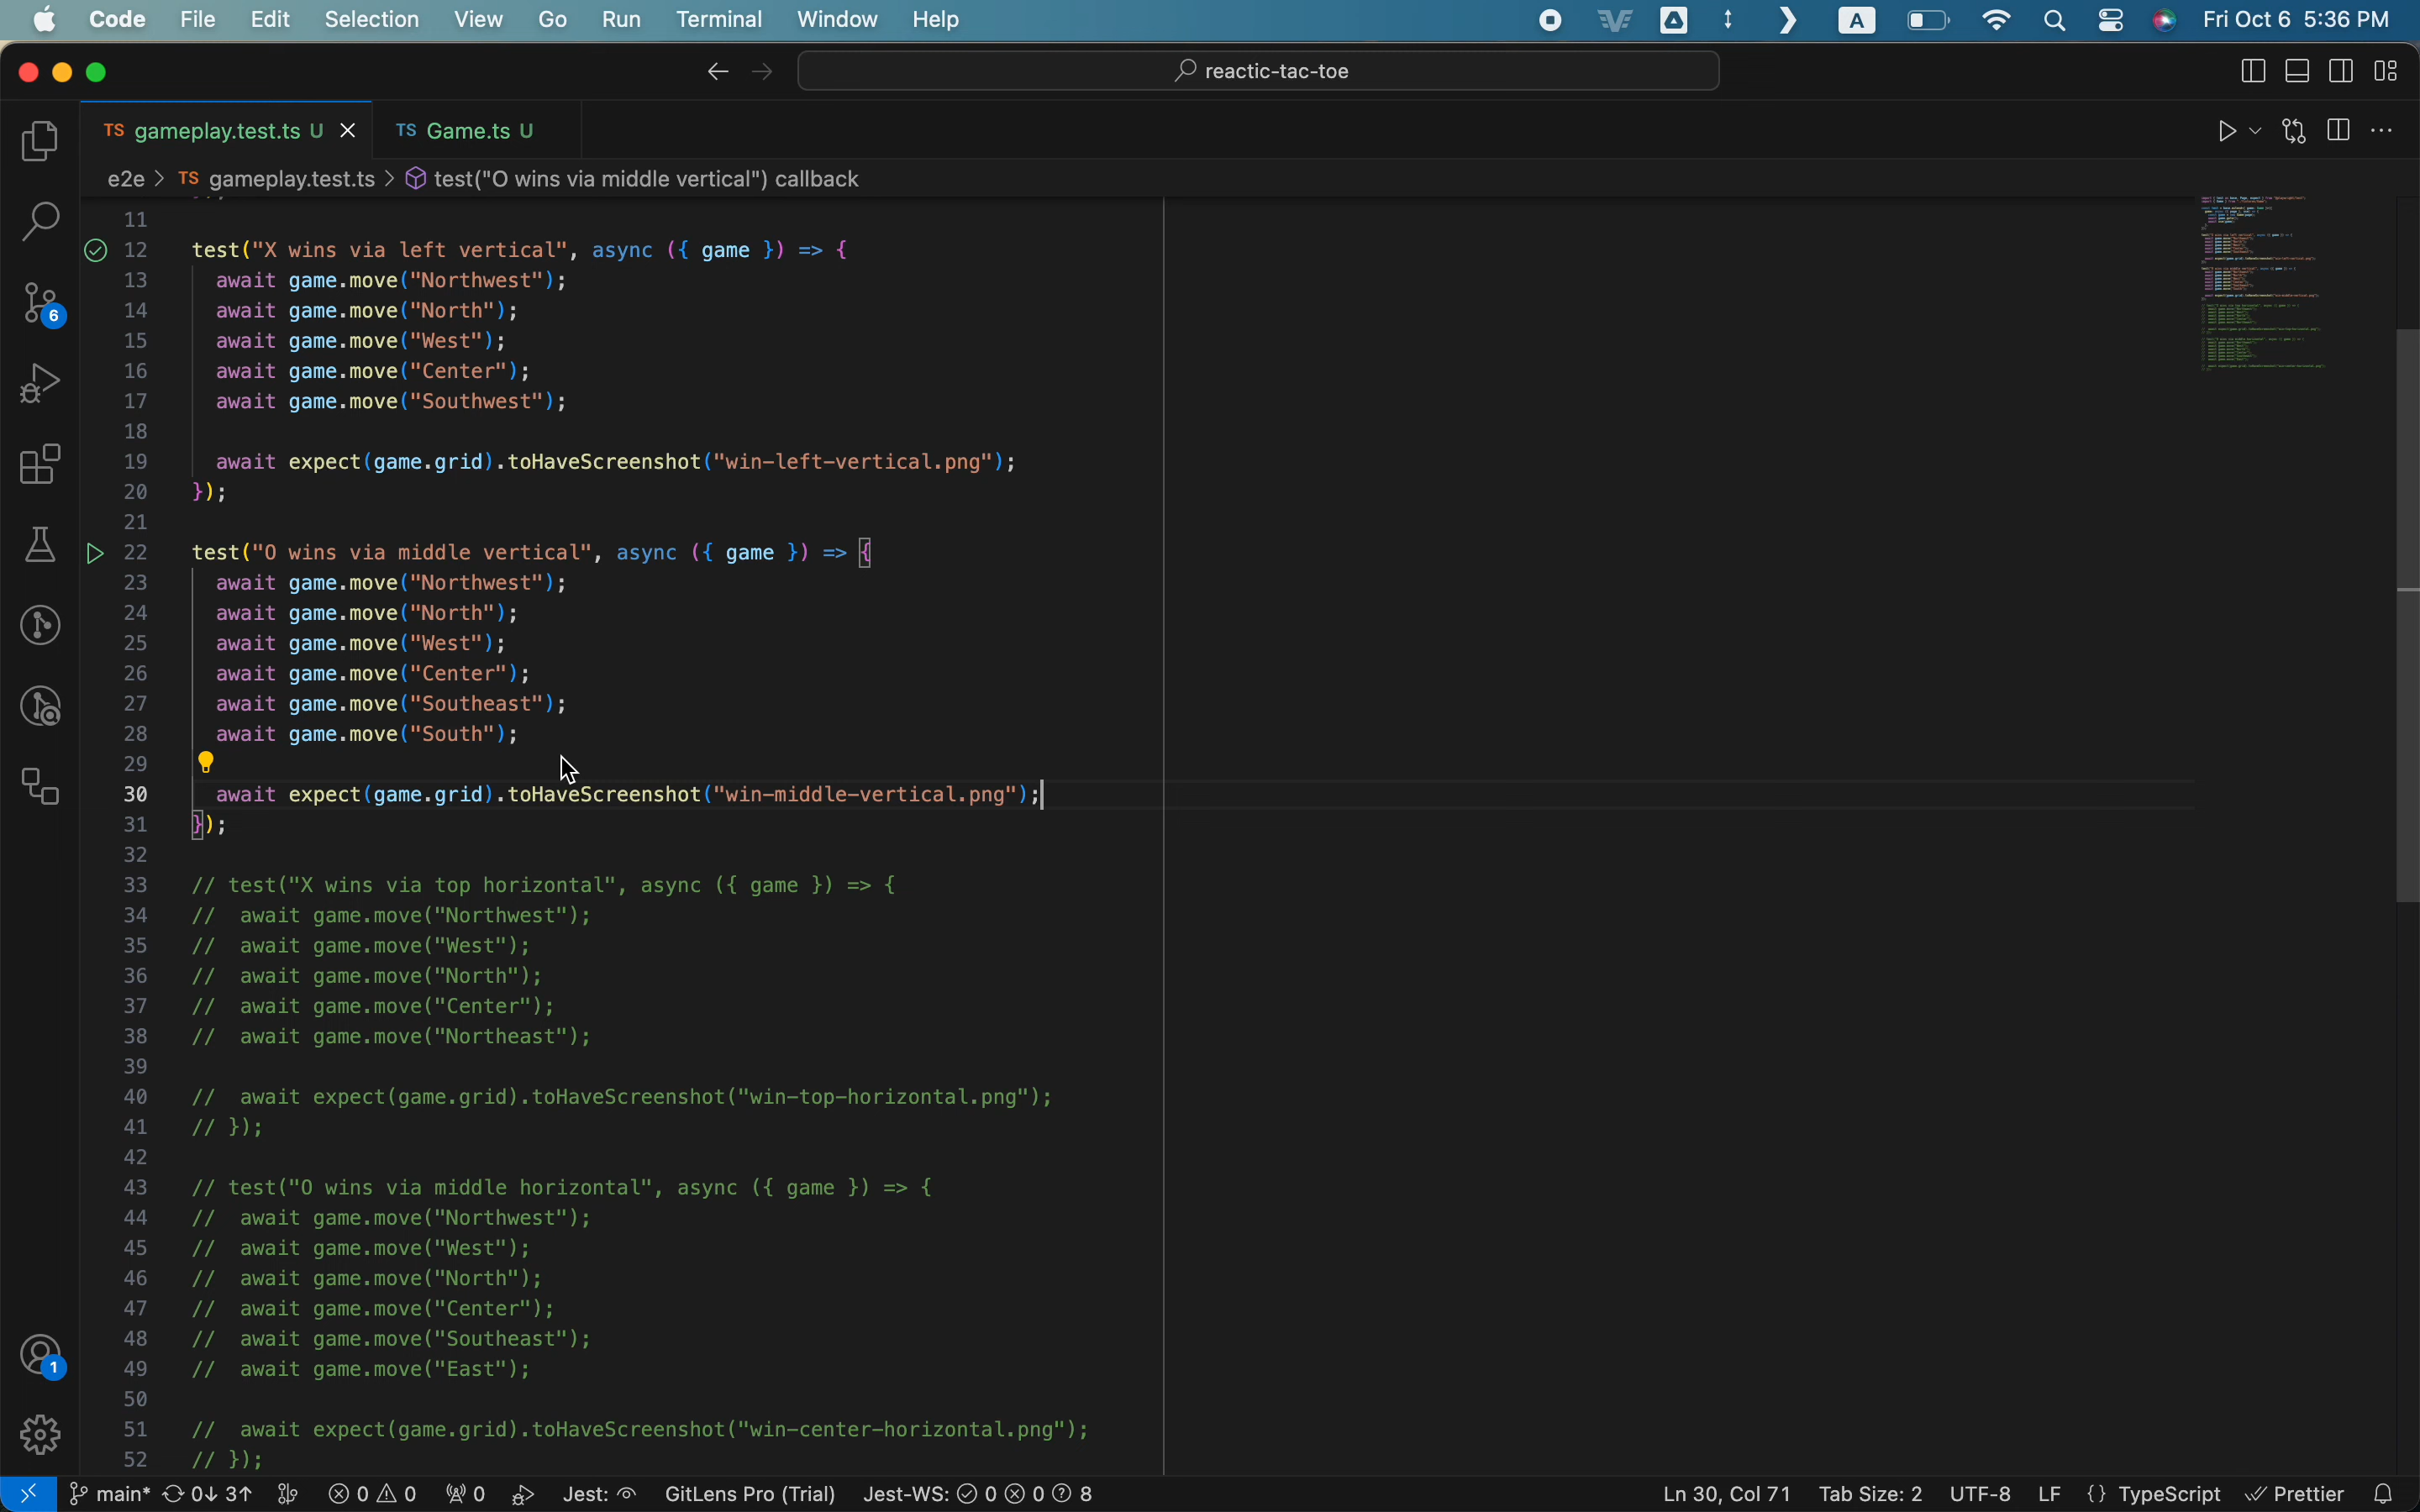 Code File Edit Selection View Go Run Terminal Window Help A Fri Oct 6 5:36 PM
reactic-tac-toe
TS gameplay.test.ts U TS Game.ts U
e2e > TS gameplay.test.ts > test("O wins via middle vertical") callback
11
12 test("X wins via left vertical", async ({ game }) => {
13 await game.move("Northwest");
14 await game.move("North");
15 await game.move("West");
16 await game.move("Center");
17 await game.move("Southwest");
18
19 await expect(game.grid).toHaveScreenshot("win-left-vertical.png");
20 });
21
22 test("O wins via middle vertical", async ({ game }) => {
23 await game.move("Northwest");
24 await game.move("North");
25 await game.move("West");
26 await game.move("Center");
27 await game.move("Southeast");
28 await game.move("South");
29
30 await expect(game.grid).toHaveScreenshot("win-middle-vertical.png");
31 });
32
33 // test("X wins via top horizontal", async ({ game }) => {
34 // await game.move("Northwest");
35 // await game.move("West");
36 // await game.move("North");
37 // await game.move("Center");
38 // await game.move("Northeast");
39
40 // await expect(game.grid).toHaveScreenshot("win-top-horizontal.png");
41 // });
42
43 // test("O wins via middle horizontal", async ({ game }) => {
44 // await game.move("Northwest");
45 // await game.move("West");
46 // await game.move("North");
47 // await game.move("Center");
48 // await game.move("Southeast");
49 // await game.move("East");
50
51 // await expect(game.grid).toHaveScreenshot("win-center-horizontal.png");
52 // });
6
1
main* 0↓ 3↑ 0 0 0 Jest: GitLens Pro (Trial) Jest-WS: 0 0 8 Ln 30, Col 71 Tab Size: 2 UTF-8 LF {} TypeScript Prettier